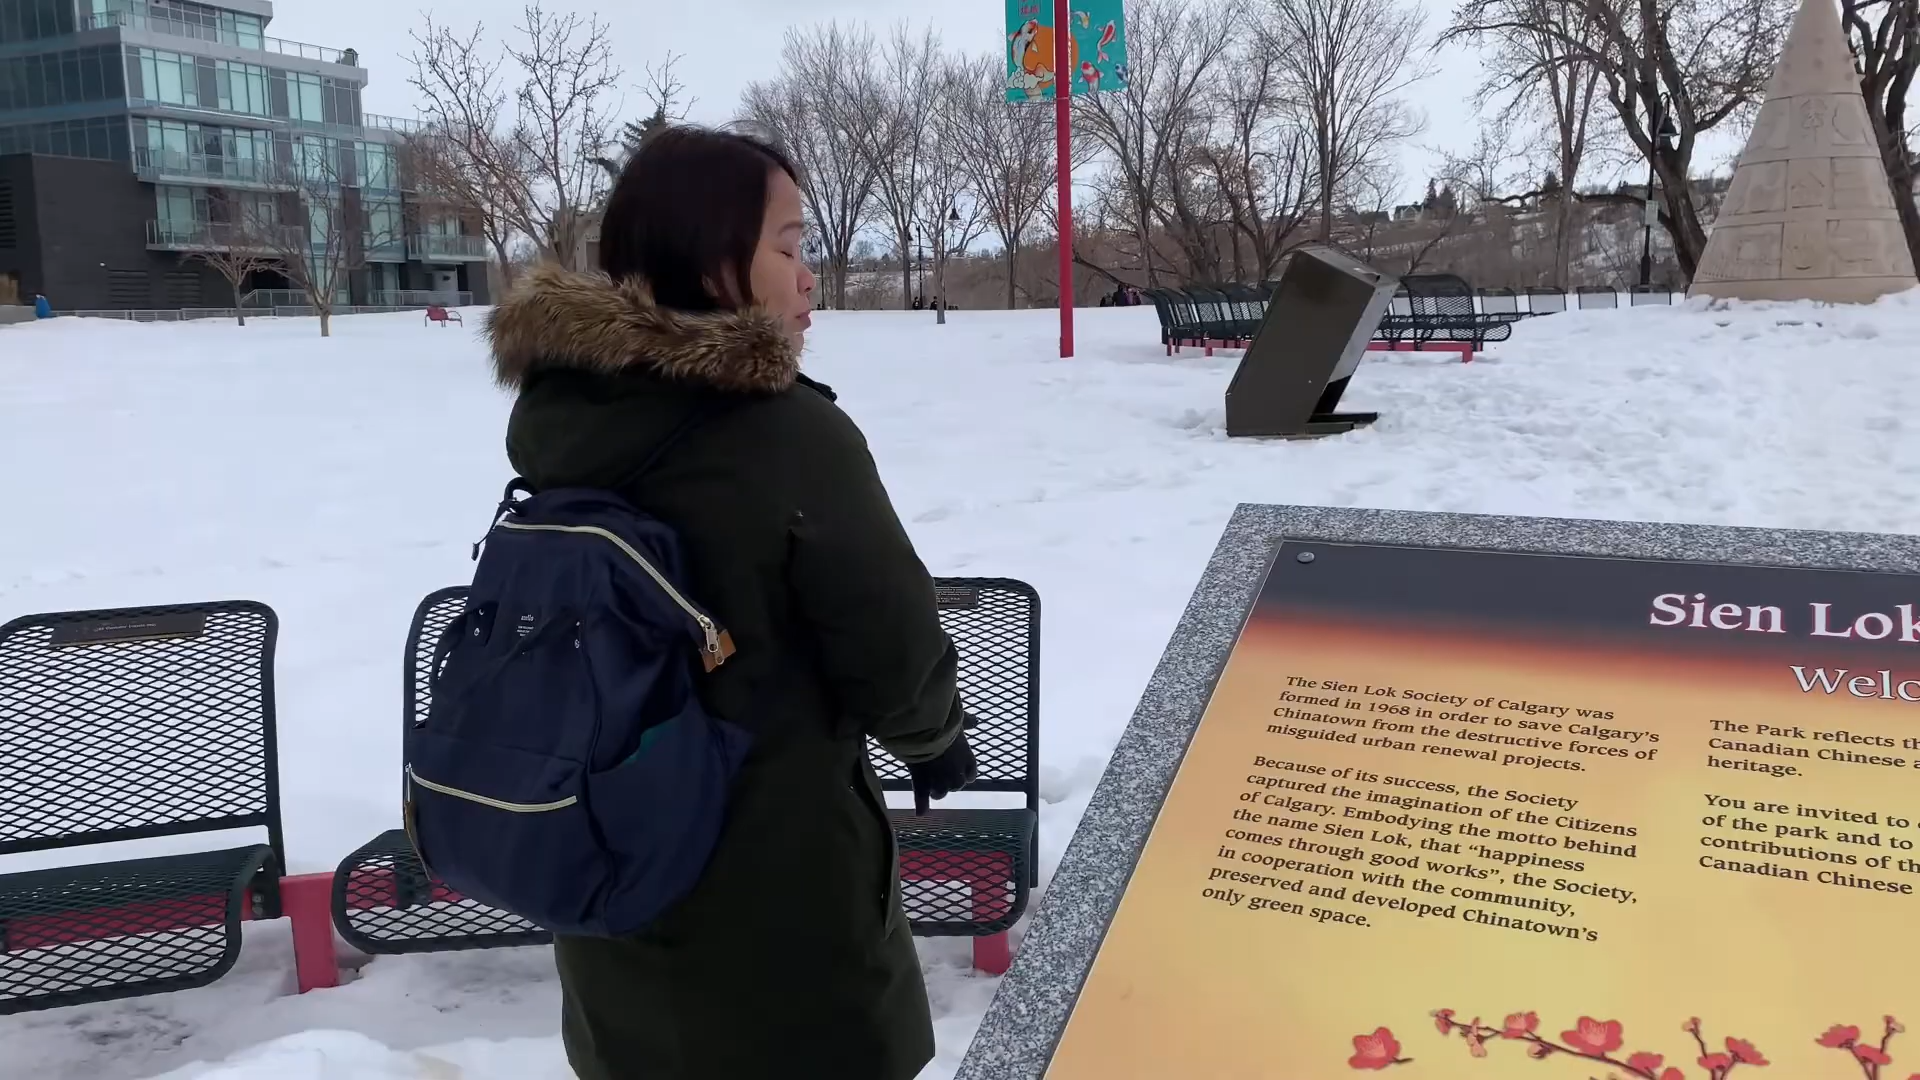 Sien Lok
Welc
The Sien Lok Society of Calgary was
formed in 1968 in order to save Calgary's
Chinatown from the destructive forces of
misguided urban renewal projects.
Because of its success, the Society
captured the imagination of the Citizens
of Calgary. Embodying the motto behind
the name Sien Lok, that “happiness
comes through good works”, the Society,
in cooperation with the community,
preserved and developed Chinatown's
only green space.
The Park reflects th
Canadian Chinese a
heritage.
You are invited to
of the park and to
contributions of th
Canadian Chinese